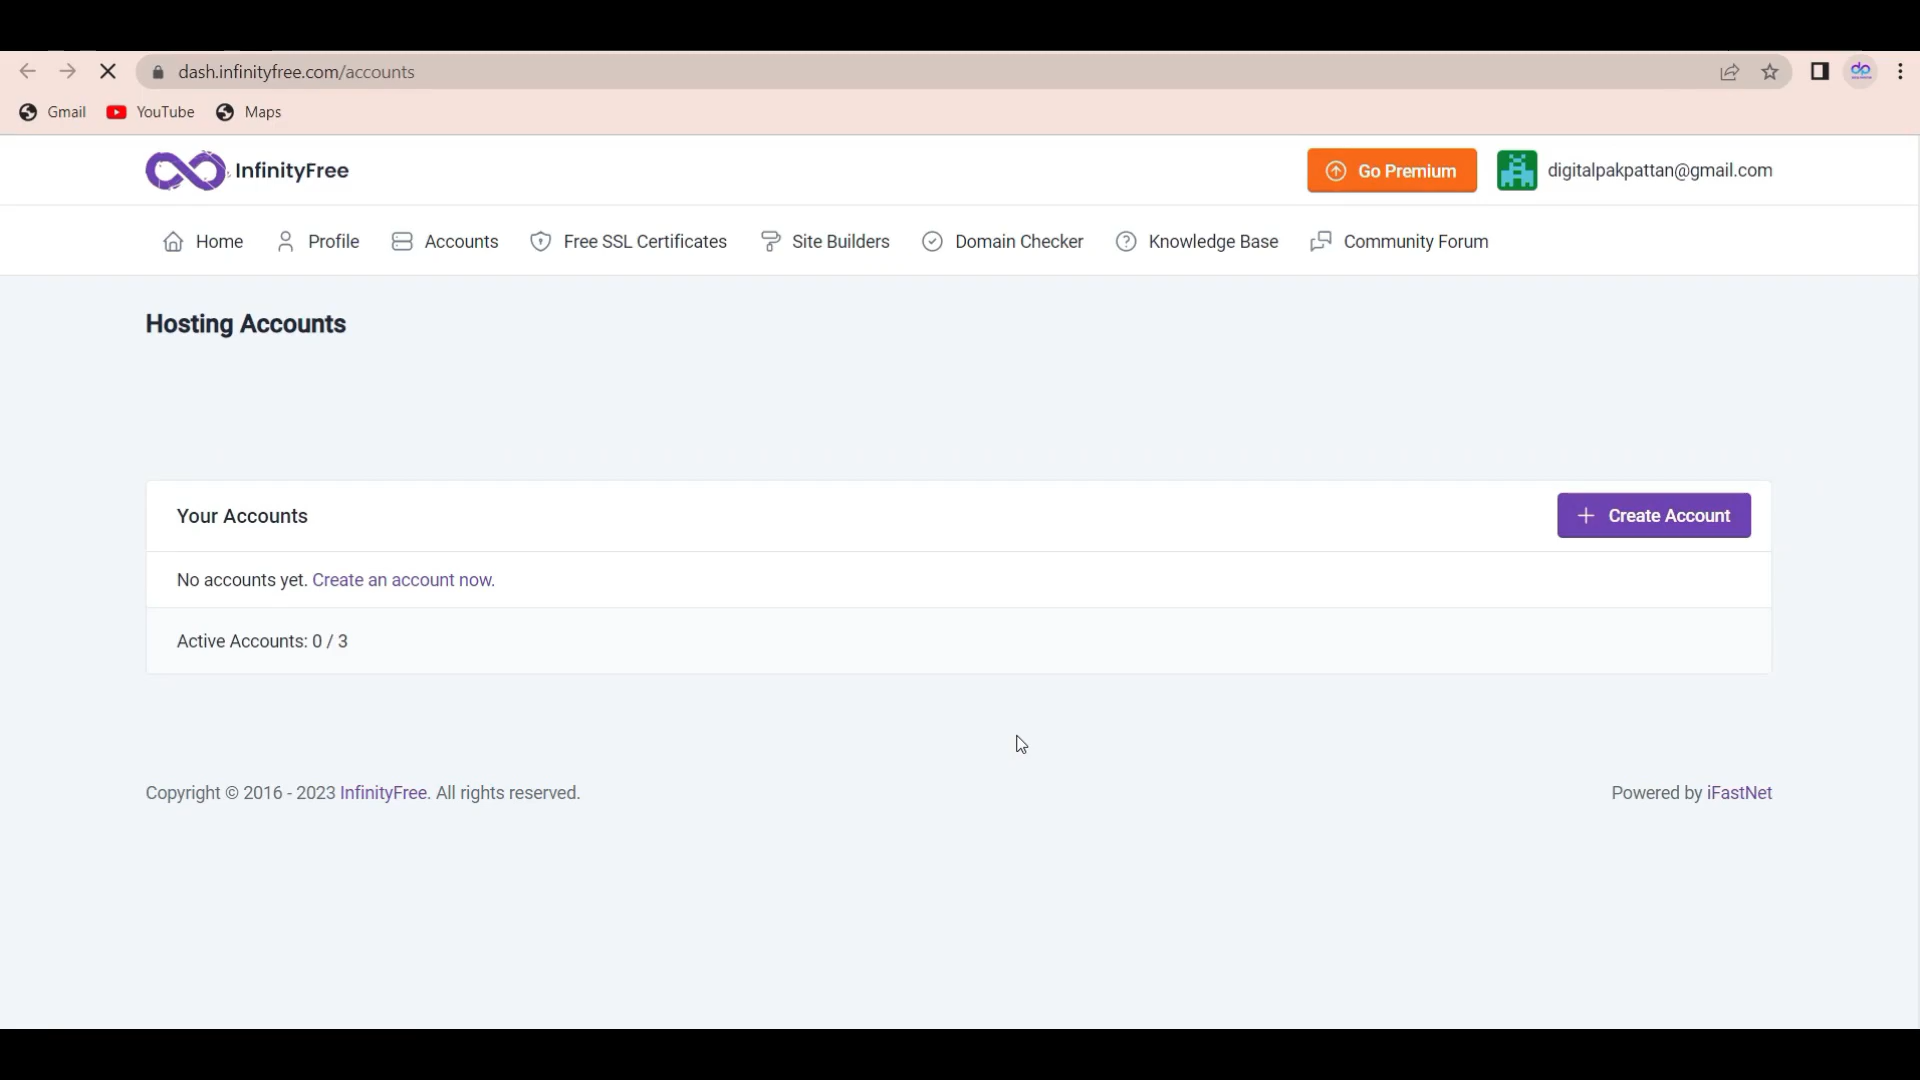 dash.infinityfree.com/accounts
dp
Gmail YouTube Maps
InfinityFree Go Premium digitalpakpattan@gmail.com
Home Profile Accounts Free SSL Certificates Site Builders Domain Checker Knowledge Base Community Forum
Hosting Accounts
Your Accounts + Create Account
No accounts yet. Create an account now.
Active Accounts: 0 / 3
Copyright © 2016 - 2023 InfinityFree. All rights reserved. Powered by iFastNet